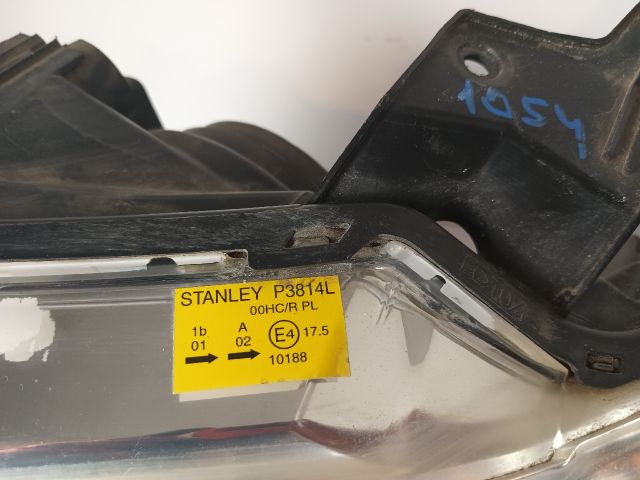 1054
STANLEY P3814L
00HC/R PL
1b A E4 17.5
01 02
10188